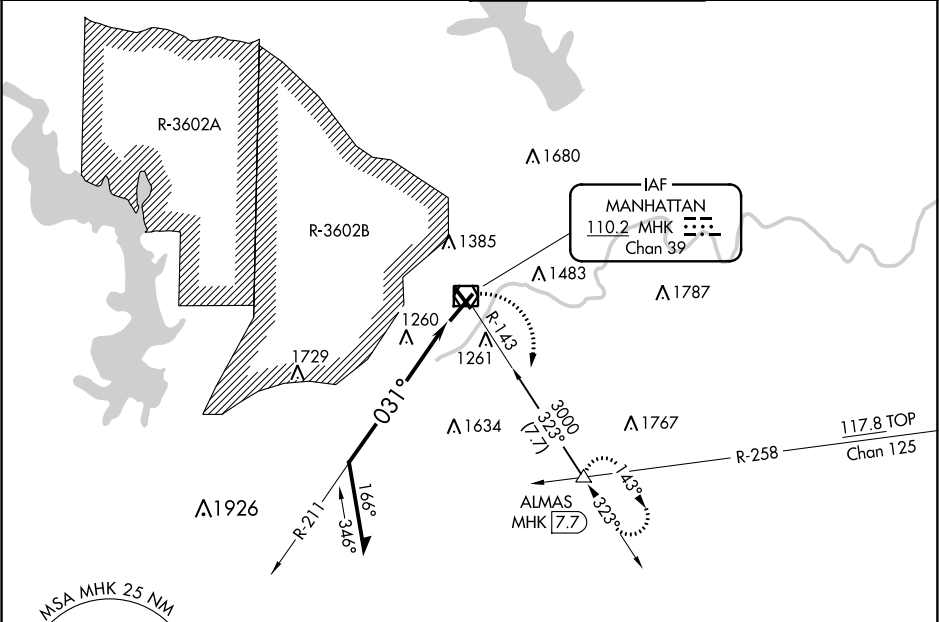 R-3602A
1680
IAF
MANHATTAN
110.2 MHK
Chan 39
R-3602B
1385
1483
1787
1260
R-143
1261
1729
031°
3000
323°
(7.7)
1634
1767
117.8 TOP
R-258
Chan 125
143°
ALMAS
MHK 7.7
323°
1926
R-211
166°
346°
MSA MHK 25 NM